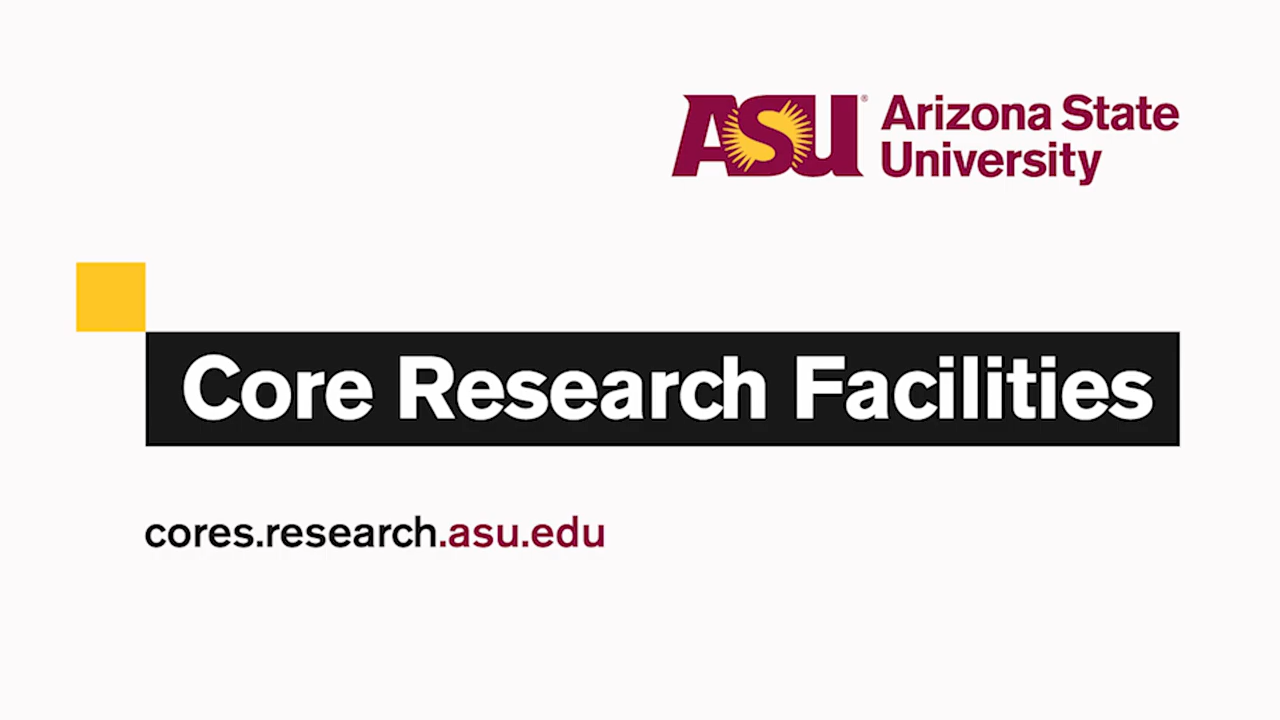 ASU®
Arizona State
University
Core Research Facilities
cores.research.asu.edu